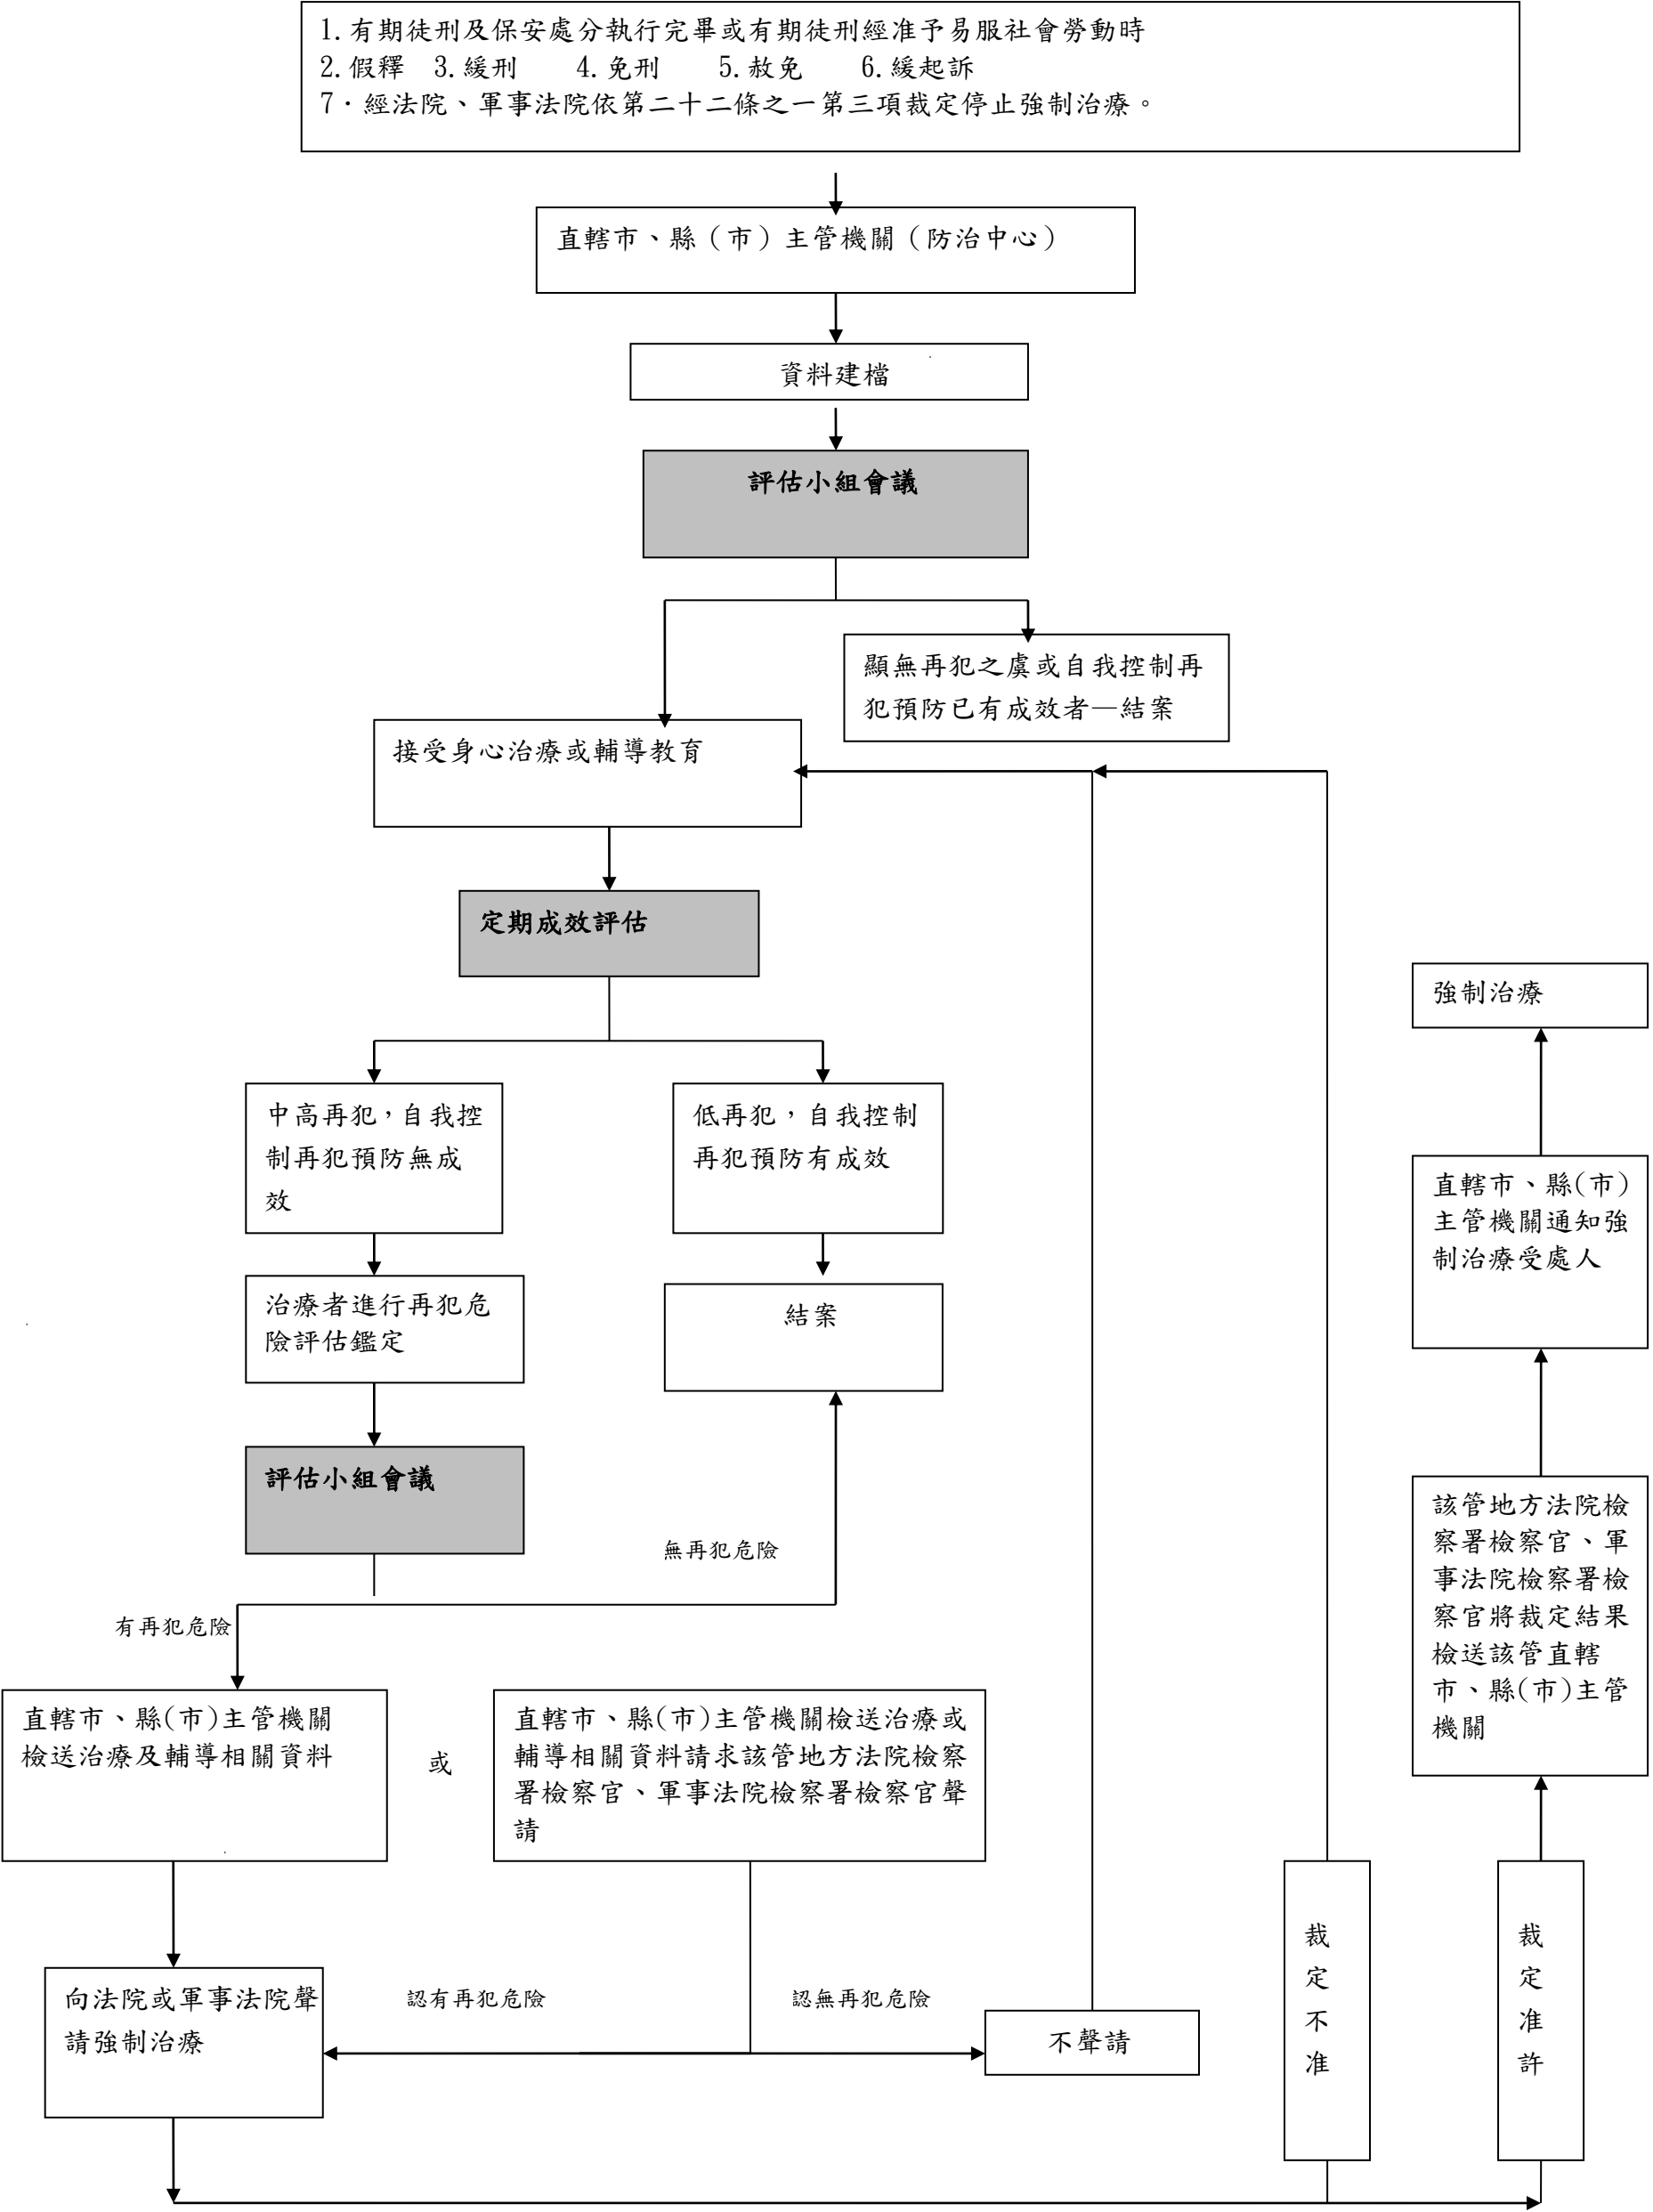 1.有期徒刑及保安處分執行完畢或有期徒刑經准予易服社會勞動時
2.假釋 3.緩刑 4.免刑 5.赦免 6.緩起訴
7．經法院、軍事法院依第二十二條之一第三項裁定停止強制治療。
直轄市、縣（市）主管機關（防治中心）
資料建檔
評估小組會議
顯無再犯之虞或自我控制再
犯預防已有成效者—結案
接受身心治療或輔導教育
定期成效評估
中高再犯，自我控
制再犯預防無成
效
低再犯，自我控制
再犯預防有成效
治療者進行再犯危
險評估鑑定
結案
評估小組會議
無再犯危險
有再犯危險
直轄市、縣(市)主管機關
檢送治療及輔導相關資料
或
直轄市、縣(市)主管機關檢送治療或
輔導相關資料請求該管地方法院檢察
署檢察官、軍事法院檢察署檢察官聲
請
向法院或軍事法院聲
請強制治療
認有再犯危險
認無再犯危險
不聲請
裁
定
不
准
裁
定
准
許
該管地方法院檢
察署檢察官、軍
事法院檢察署檢
察官將裁定結果
檢送該管直轄
市、縣(市)主管
機關
直轄市、縣(市)
主管機關通知強
制治療受處人
強制治療